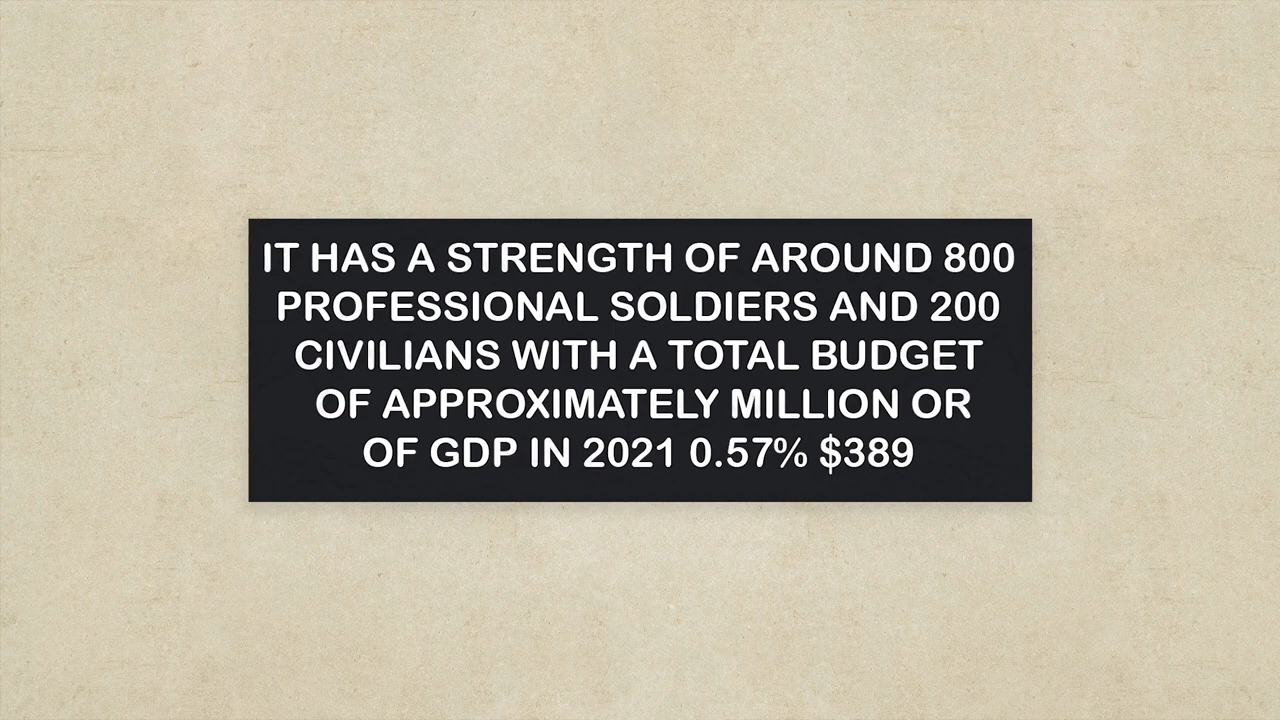 IT HAS A STRENGTH OF AROUND 800
PROFESSIONAL SOLDIERS AND 200
CIVILIANS WITH A TOTAL BUDGET
OF APPROXIMATELY MILLION OR
OF GDP IN 2021 0.57% $389